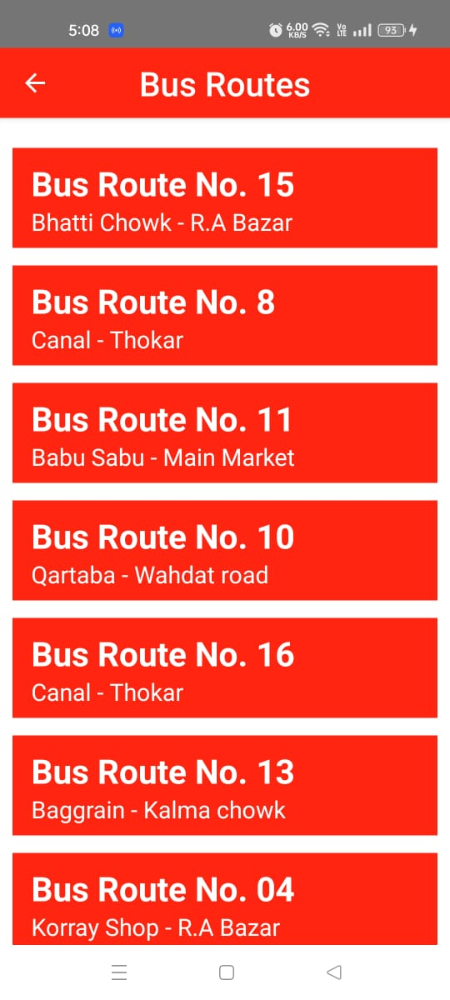 5:08
6.00
KB/S
Vo
LTE
93
Bus Routes
Bus Route No. 15
Bhatti Chowk - R.A Bazar
Bus Route No. 8
Canal - Thokar
Bus Route No. 11
Babu Sabu - Main Market
Bus Route No. 10
Qartaba - Wahdat road
Bus Route No. 16
Canal - Thokar
Bus Route No. 13
Baggrain - Kalma chowk
Bus Route No. 04
Korray Shop - R.A Bazar